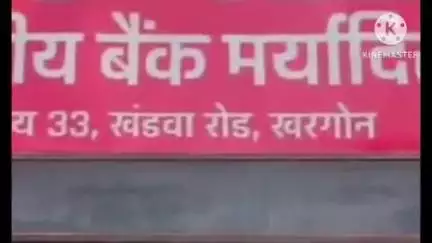 ीय बैंक मर्यादि
य 33, खंडवा रोड, खरगोन
KINEMASTER